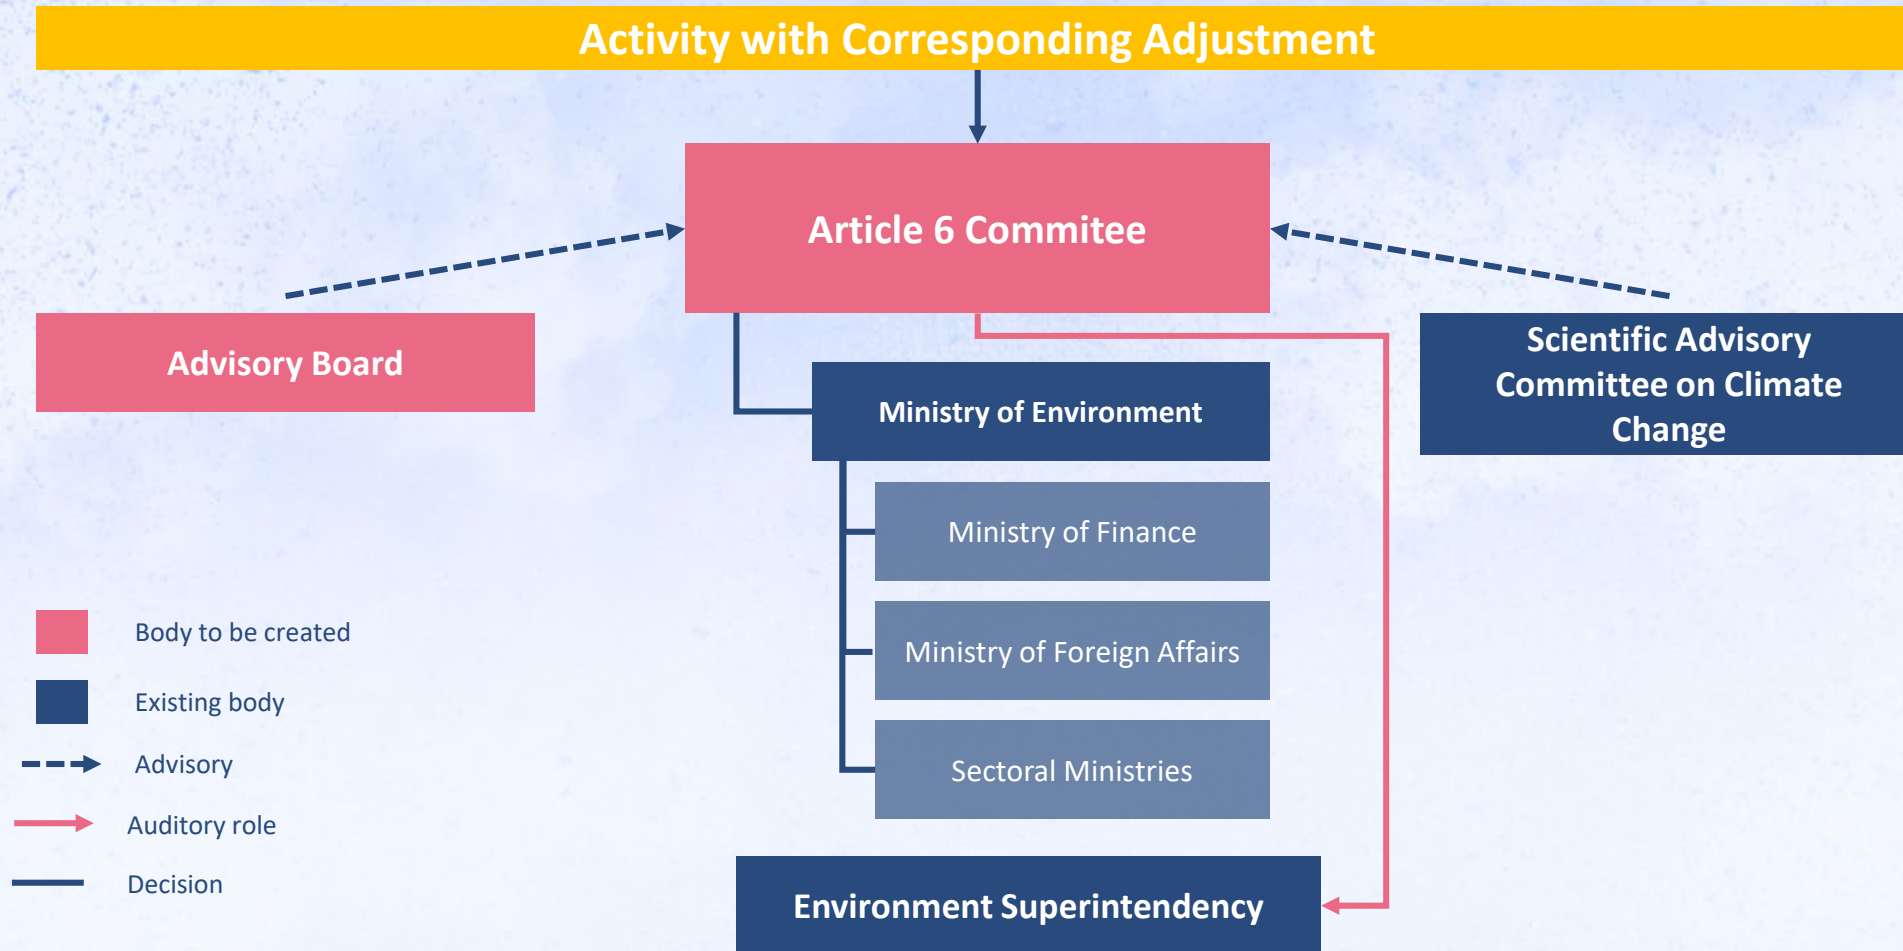 Activity with Corresponding Adjustment
Article 6 Commitee
Advisory Board
Scientific Advisory
Committee on Climate
Change
Ministry of Environment
Ministry of Finance
Ministry of Foreign Affairs
Sectoral Ministries
Environment Superintendency
Body to be created
Existing body
Advisory
Auditory role
Decision